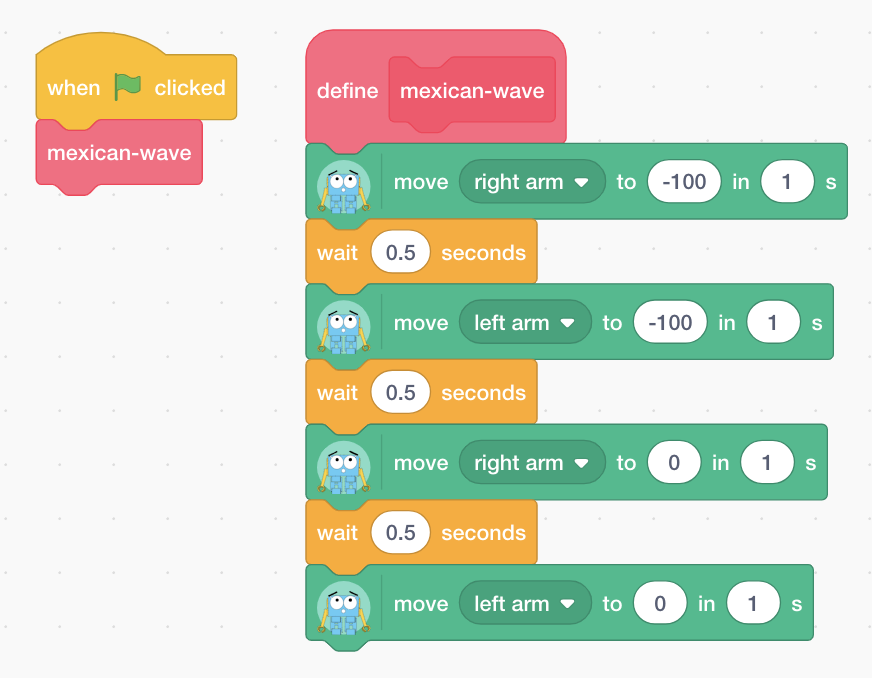 when clicked
mexican-wave
define mexican-wave
move right arm to -100 in 1 s
wait 0.5 seconds
move left arm to -100 in 1 s
wait 0.5 seconds
move right arm to 0 in 1 s
wait 0.5 seconds
move left arm to 0 in 1 s